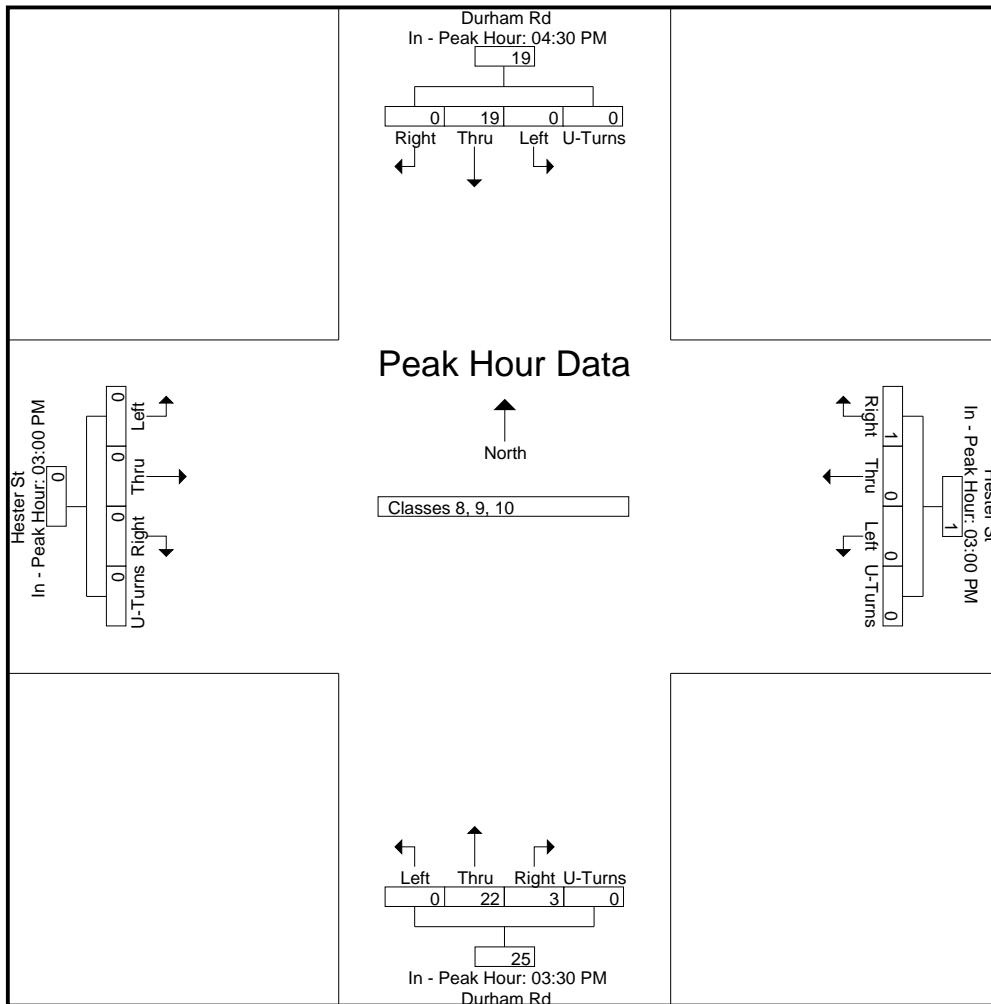 Durham Rd
In - Peak Hour: 04:30 PM
19
0 19 0 0
Right Thru Left U-Turns
Peak Hour Data
North
Classes 8, 9, 10
Hester St
In - Peak Hour: 03:00 PM
0
0 0 0 0
Left Thru Right U-Turns
Hester St
In - Peak Hour: 03:00 PM
1
1 0 0 0
Right Thru Left U-Turns
Left Thru Right U-Turns
0 22 3 0
25
In - Peak Hour: 03:30 PM
Durham Rd